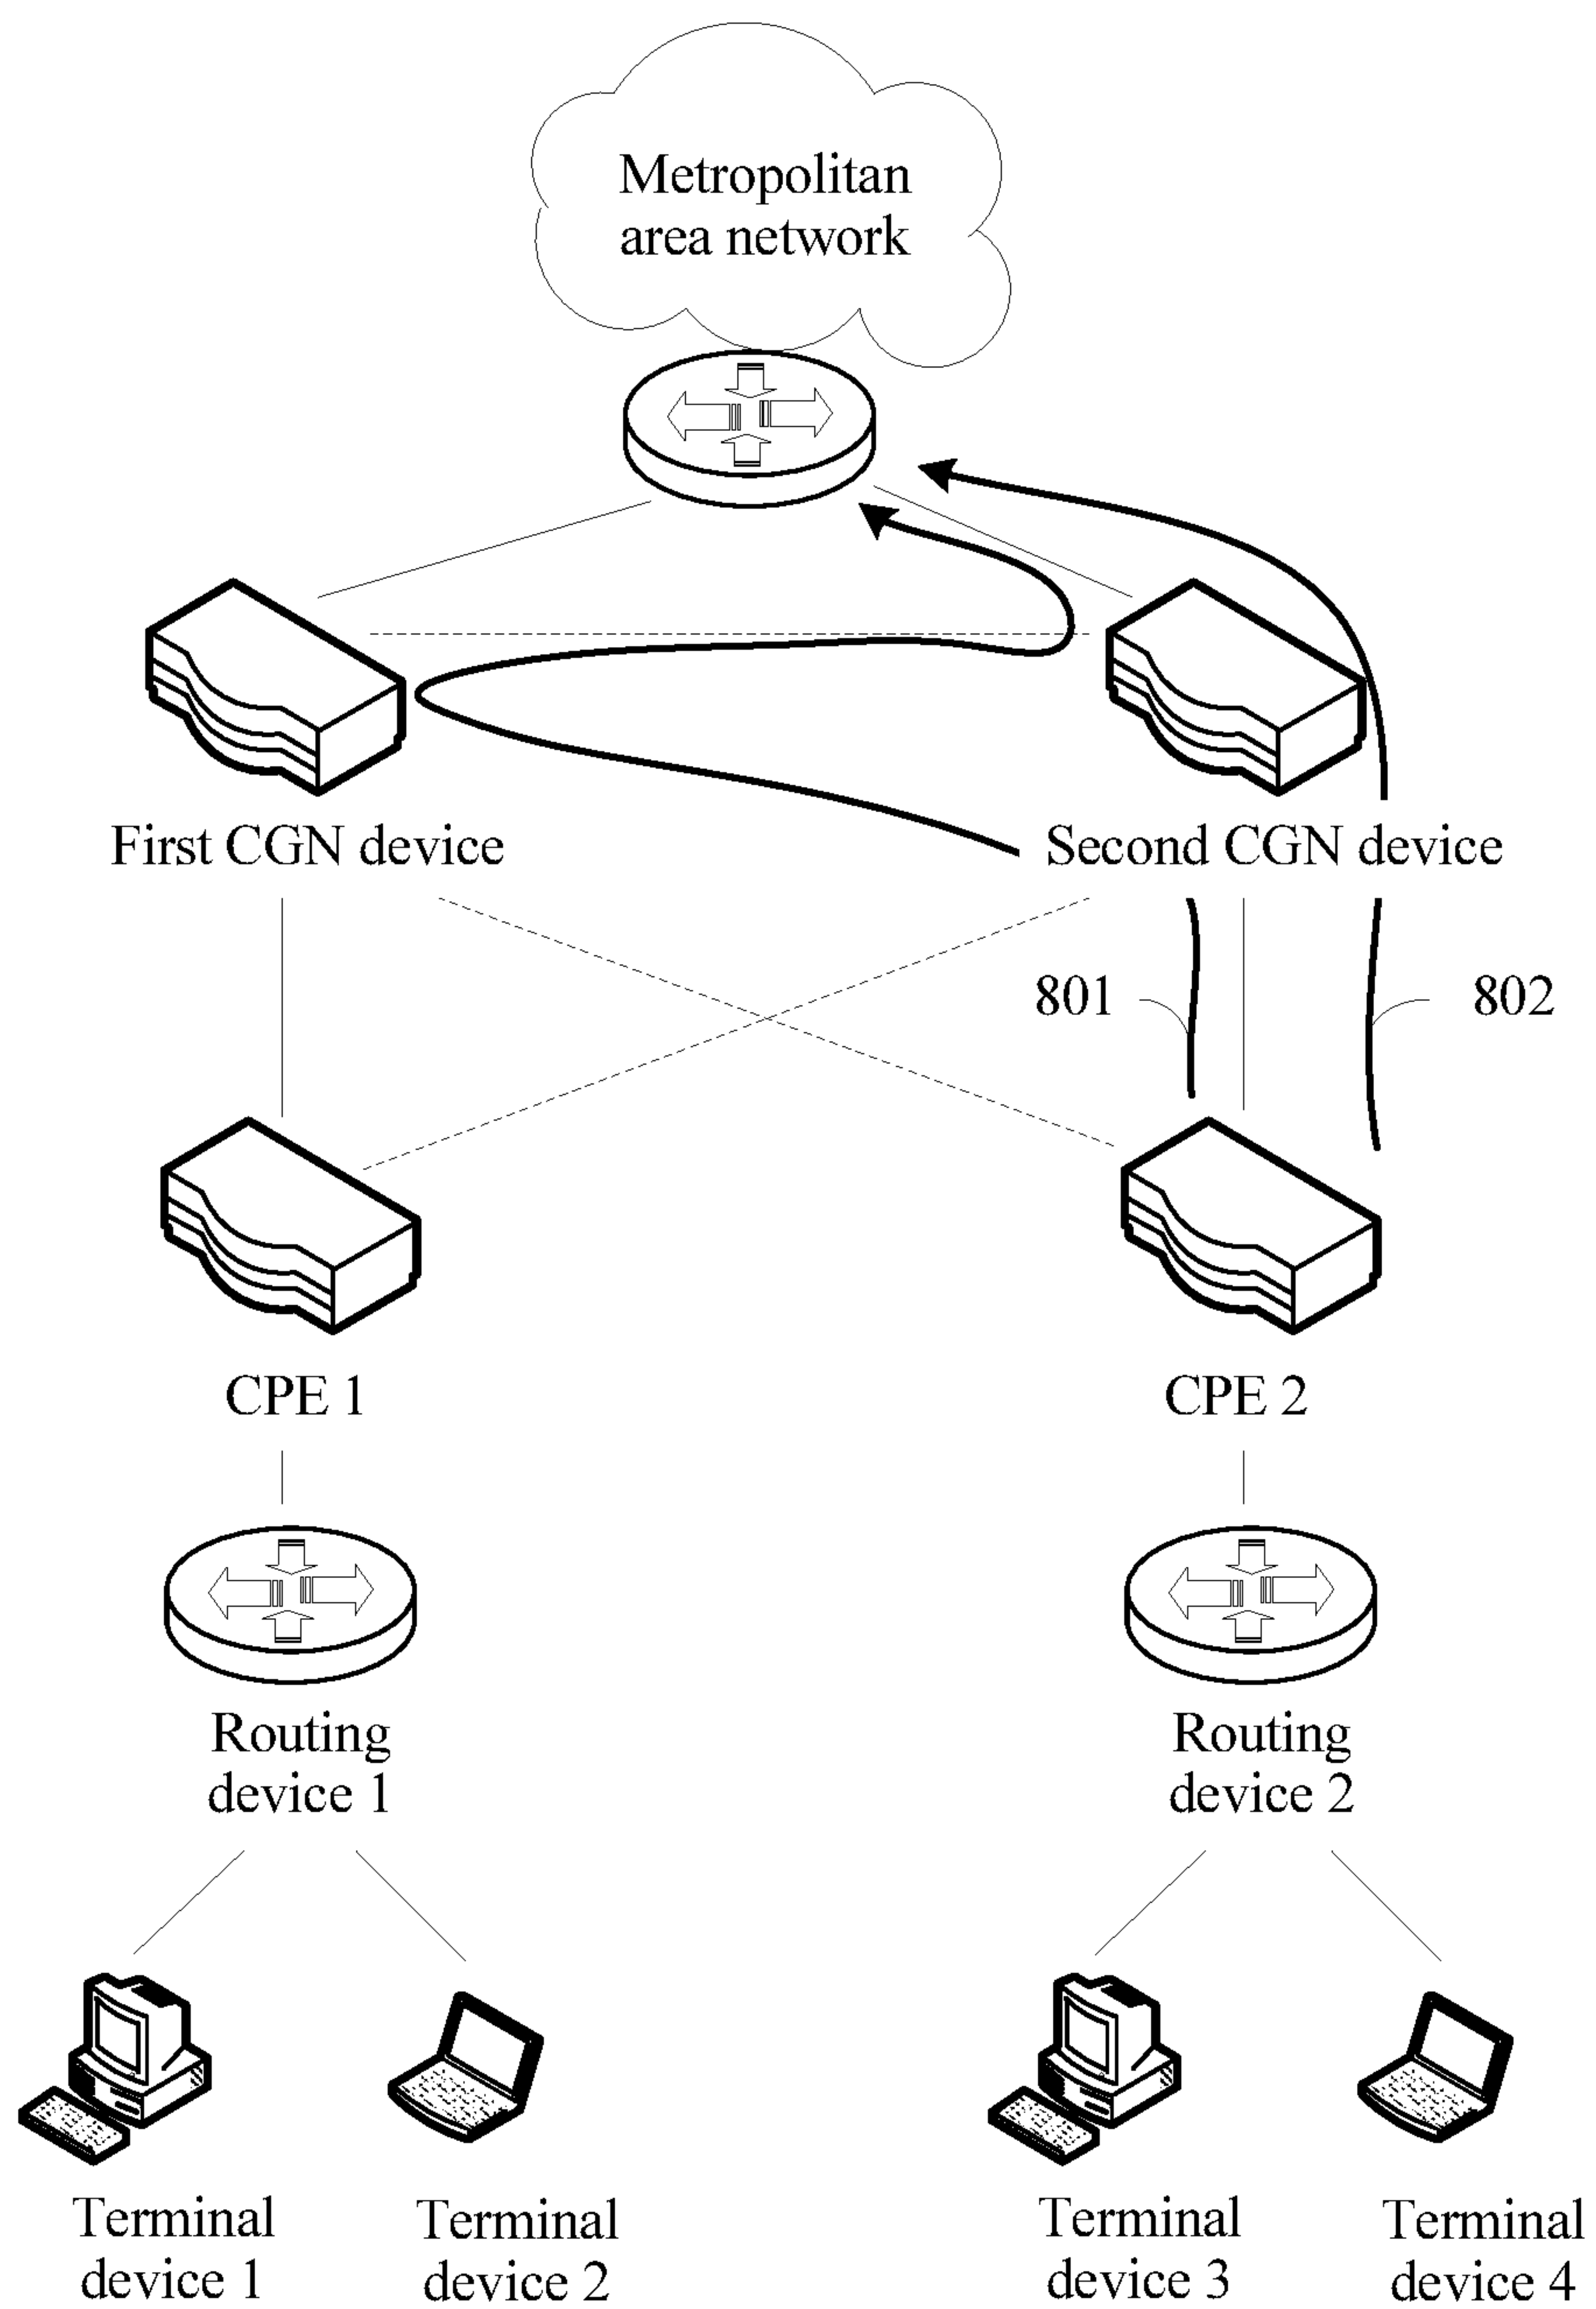 Metropolitan
area network
First CGN device
Second CGN device
801
802
CPE 1
CPE 2
Routing
device 1
Routing
device 2
Terminal
device 1
Terminal
device 2
Terminal
device 3
Terminal
device 4